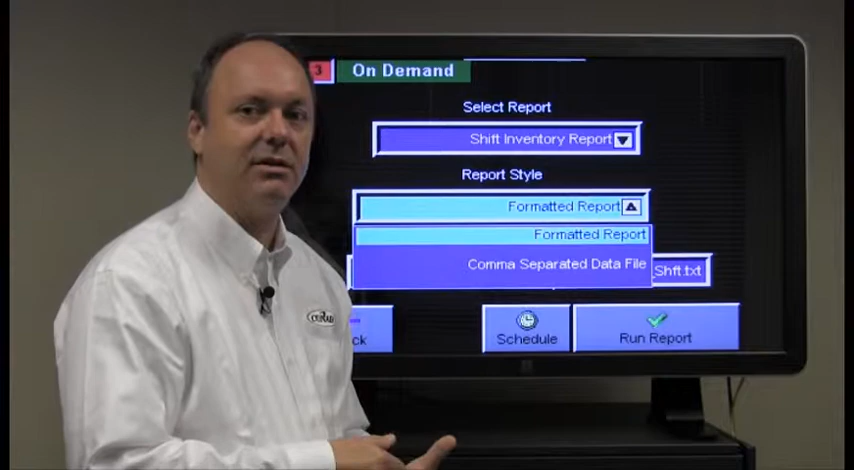 3
On Demand
Select Report
Shift Inventory Report
Report Style
Formatted Report
Formatted Report
Comma Separated Data File
_Shft.txt
ck
Schedule
Run Report